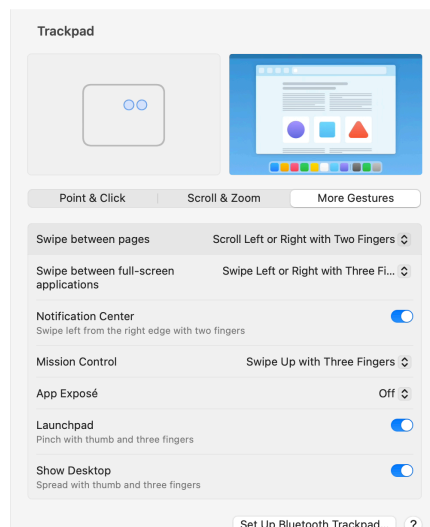 Trackpad
Point & Click
Scroll & Zoom
More Gestures
Swipe between pages
Scroll Left or Right with Two Fingers
Swipe between full-screen
applications
Swipe Left or Right with Three Fi...
Notification Center
Swipe left from the right edge with two fingers
Mission Control
Swipe Up with Three Fingers
App Exposé
Off
Launchpad
Pinch with thumb and three fingers
Show Desktop
Spread with thumb and three fingers
Set Up Bluetooth Trackpad...
?